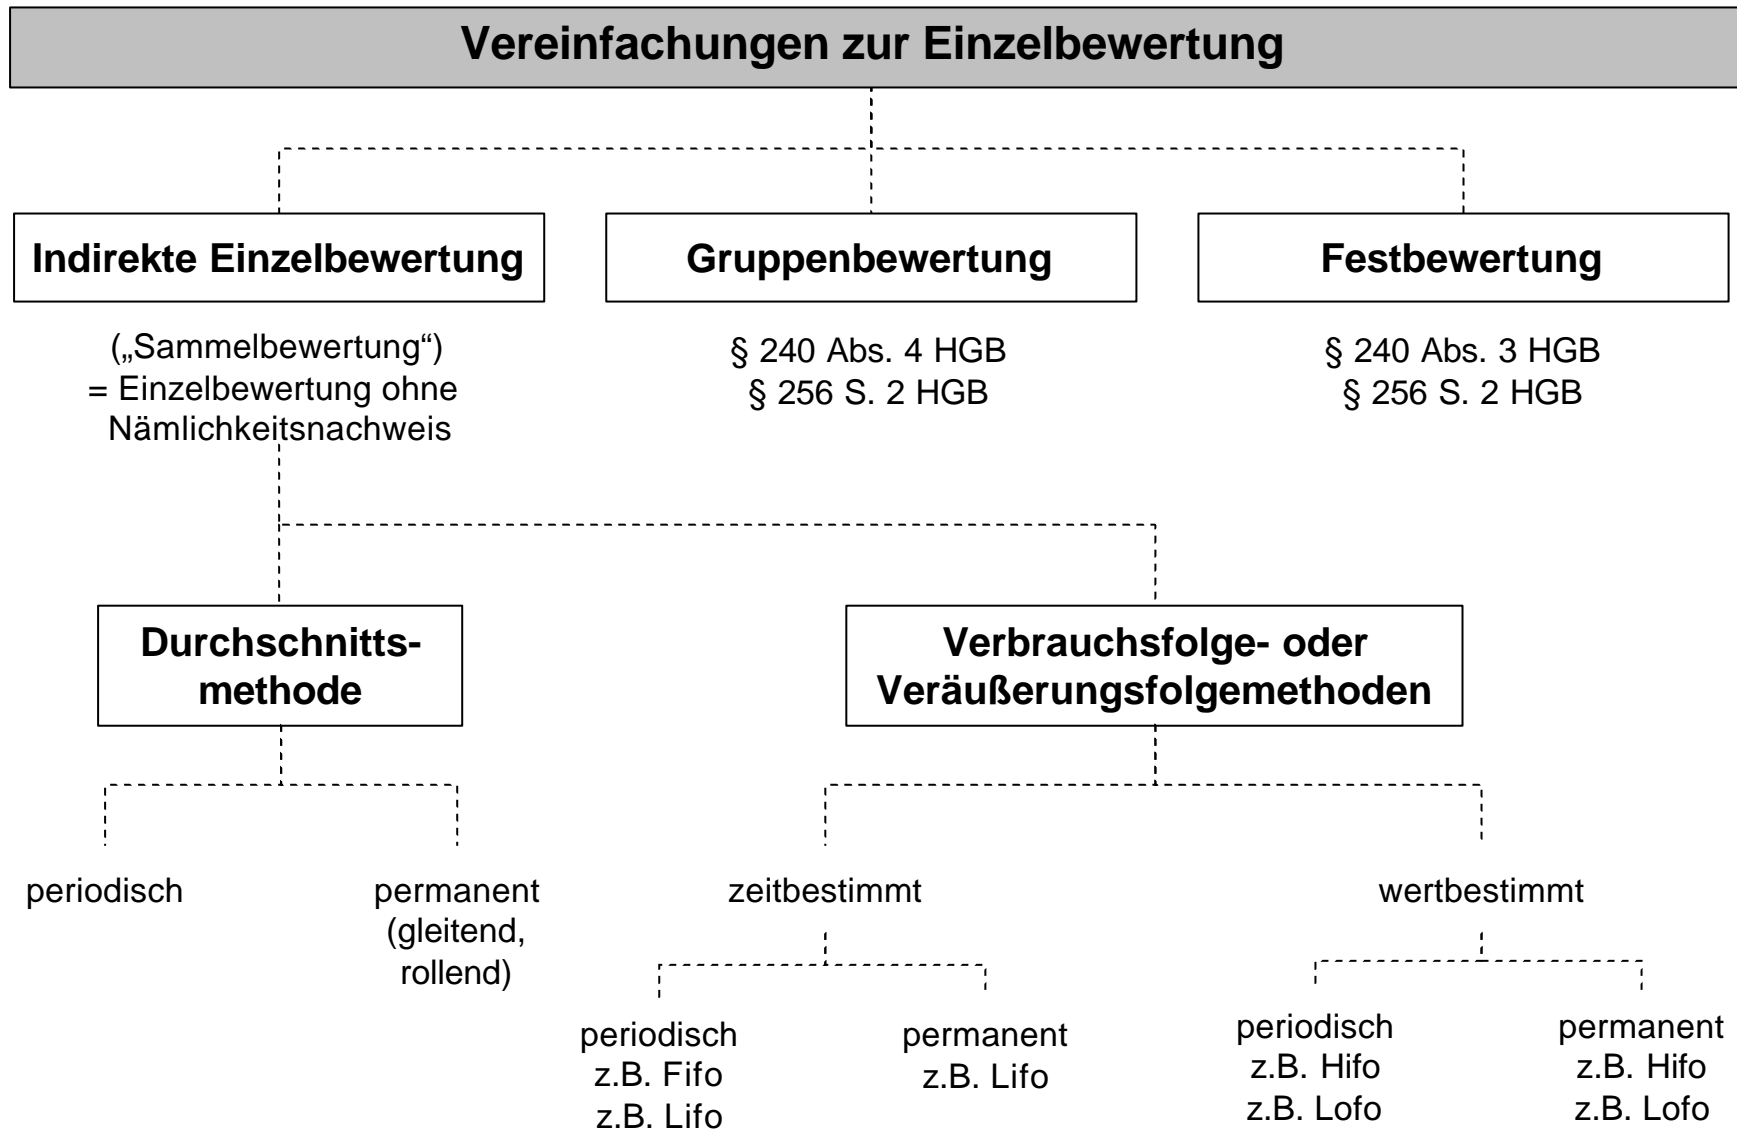 Vereinfachungen zur Einzelbewertung
Indirekte Einzelbewertung
(„Sammelbewertung“)
= Einzelbewertung ohne
Nämlichkeitsnachweis
Gruppenbewertung
§ 240 Abs. 4 HGB
§ 256 S. 2 HGB
Festbewertung
§ 240 Abs. 3 HGB
§ 256 S. 2 HGB
Durchschnitts-
methode
Verbrauchsfolge- oder
Veräußerungsfolgemethoden
periodisch
permanent
(gleitend,
rollend)
zeitbestimmt
wertbestimmt
periodisch
z.B. Fifo
z.B. Lifo
permanent
z.B. Lifo
periodisch
z.B. Hifo
z.B. Lofo
permanent
z.B. Hifo
z.B. Lofo